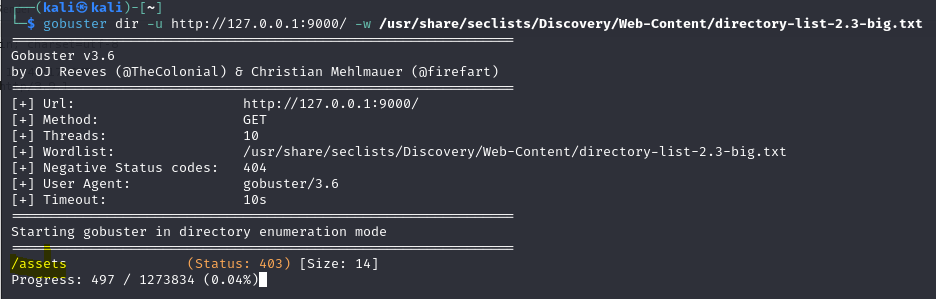 ┌──(kali㉿kali)-[~]
└─$ gobuster dir -u http://127.0.0.1:9000/ -w /usr/share/seclists/Discovery/Web-Content/directory-list-2.3-big.txt
===============================================================
Gobuster v3.6
by OJ Reeves (@TheColonial) & Christian Mehlmauer (@firefart)
===============================================================
[+] Url:                     http://127.0.0.1:9000/
[+] Method:                  GET
[+] Threads:                 10
[+] Wordlist:                /usr/share/seclists/Discovery/Web-Content/directory-list-2.3-big.txt
[+] Negative Status codes:   404
[+] User Agent:              gobuster/3.6
[+] Timeout:                 10s
===============================================================
Starting gobuster in directory enumeration mode
===============================================================
/assets               (Status: 403) [Size: 14]
Progress: 497 / 1273834 (0.04%)